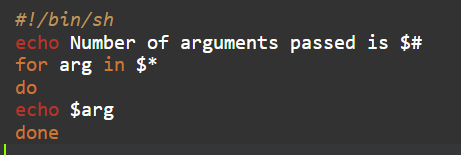 #!/bin/sh
echo Number of arguments passed is $#
for arg in $*
do
echo $arg
done